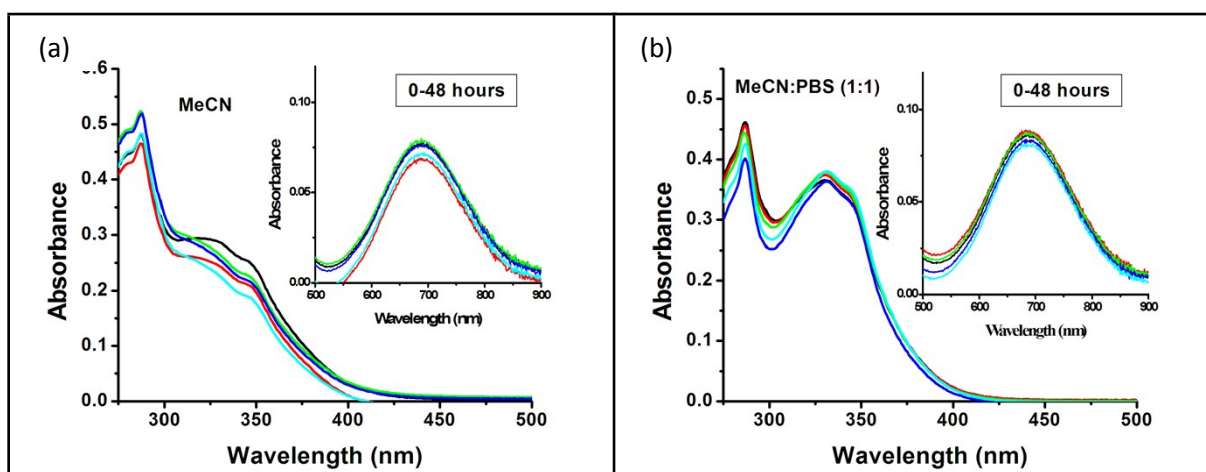 (a)
MeCN
0-48 hours
0.6
0.5
0.4
0.3
0.2
0.1
0.0
Absorbance
300 350 400 450 500
Wavelength (nm)
0.10
0.05
0.00
Absorbance
500 600 700 800 900
Wavelength (nm)
(b)
MeCN:PBS (1:1)
0-48 hours
0.5
0.4
0.3
0.2
0.1
0.0
Absorbance
300 350 400 450 500
Wavelength (nm)
0.10
0.05
0.00
Absorbance
500 600 700 800 900
Wavelength (nm)